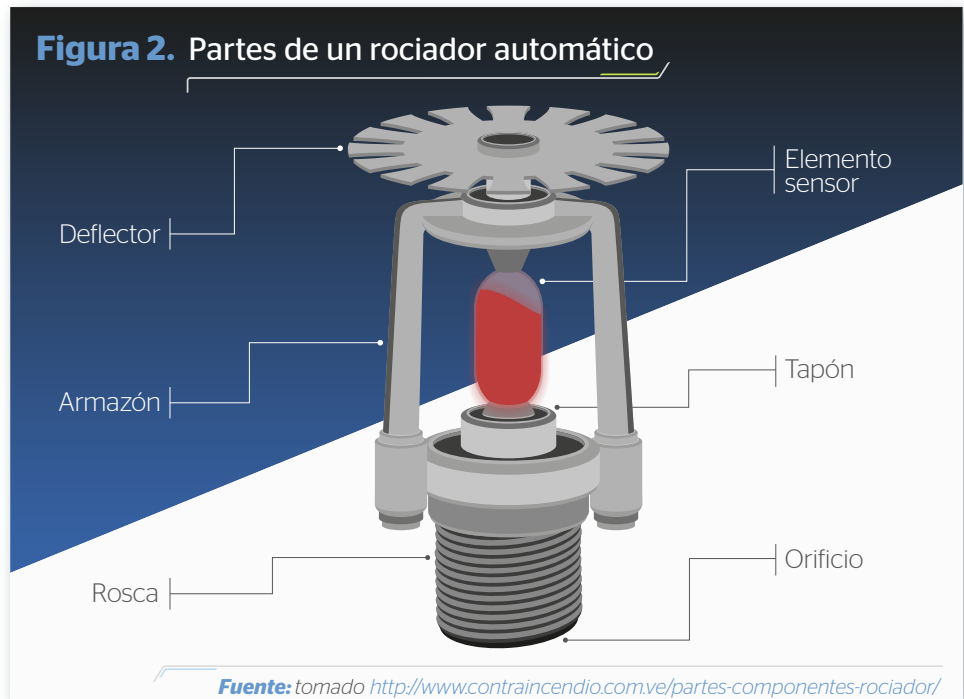 Figura 2. Partes de un rociador automático
Elemento
sensor
Deflector
Tapón
Armazón
Orificio
Rosca
Fuente: tomado http://www.contraincendio.com.ve/partes-componentes-rociador/